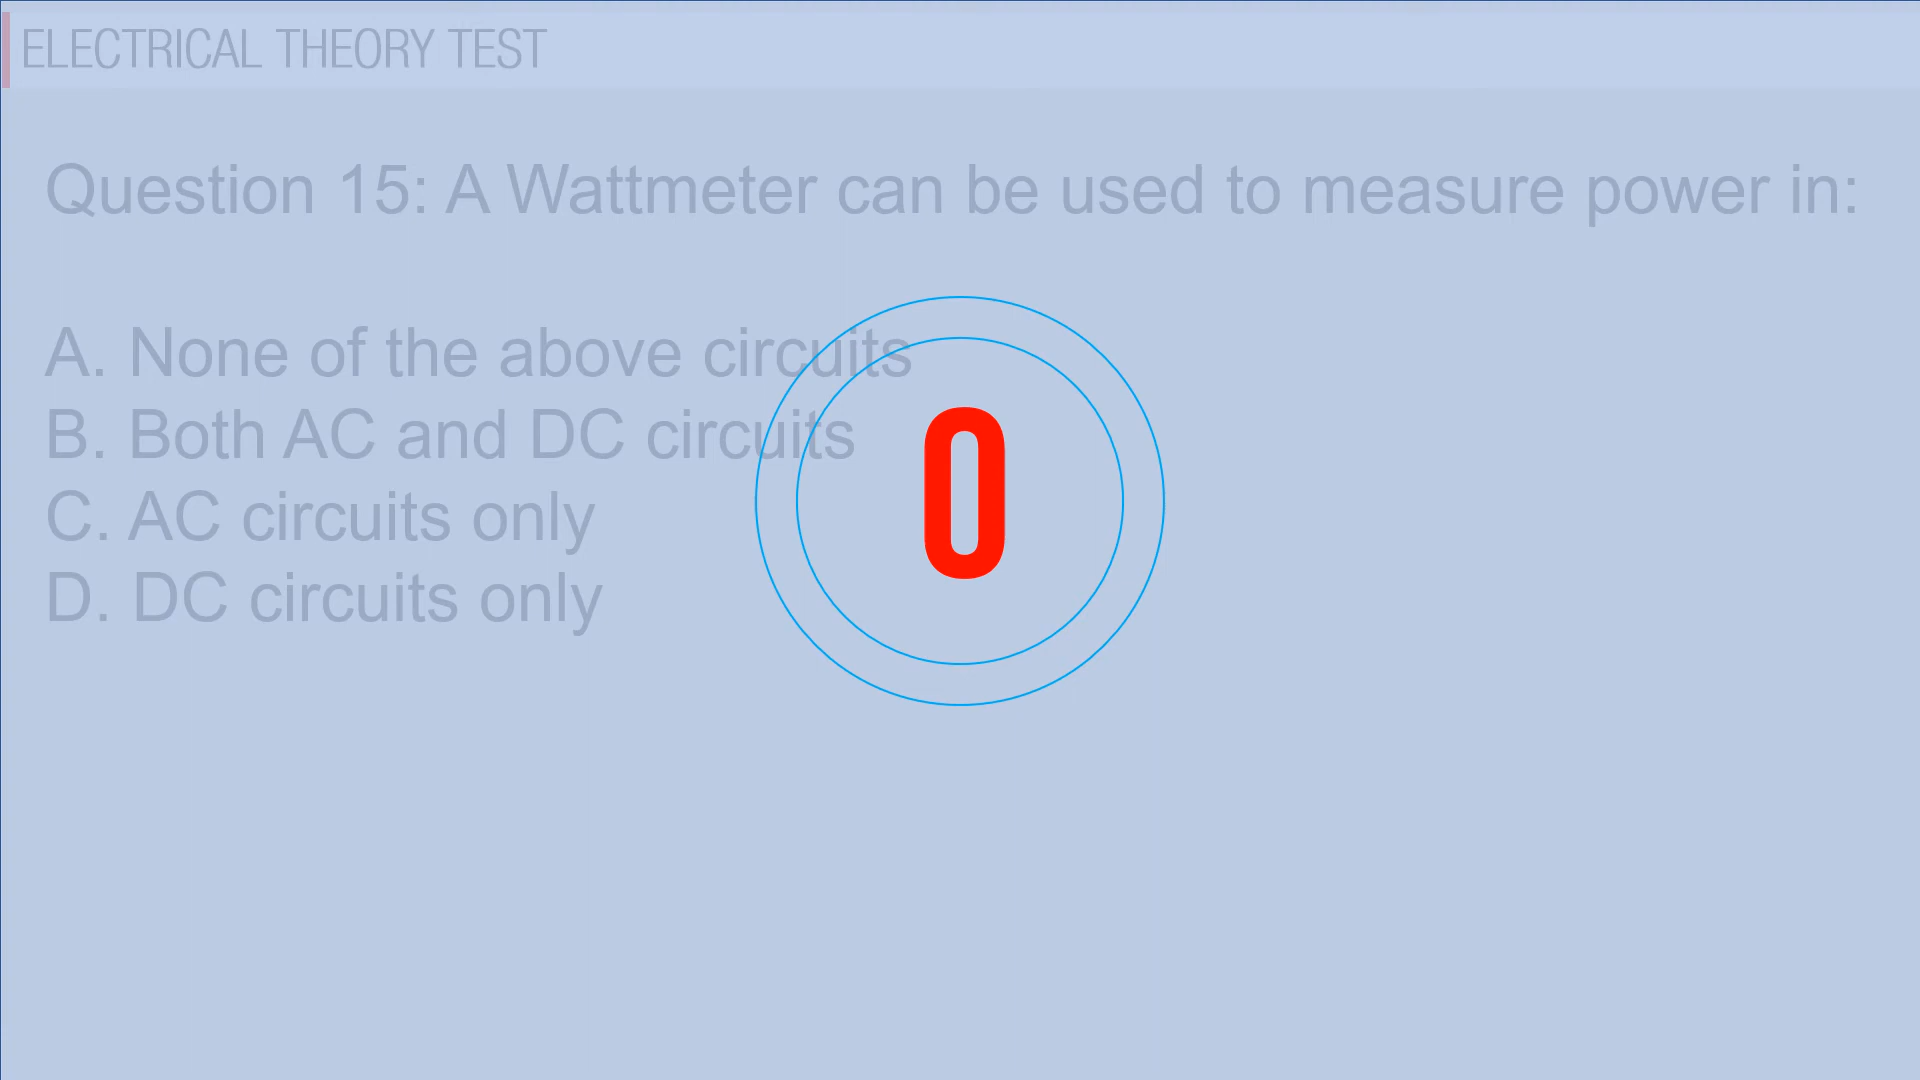 ELECTRICAL THEORY TEST
Question 15: A Wattmeter can be used to measure power in:
A. None of the above circuits
B. Both AC and DC circuits
C. AC circuits only
D. DC circuits only
0